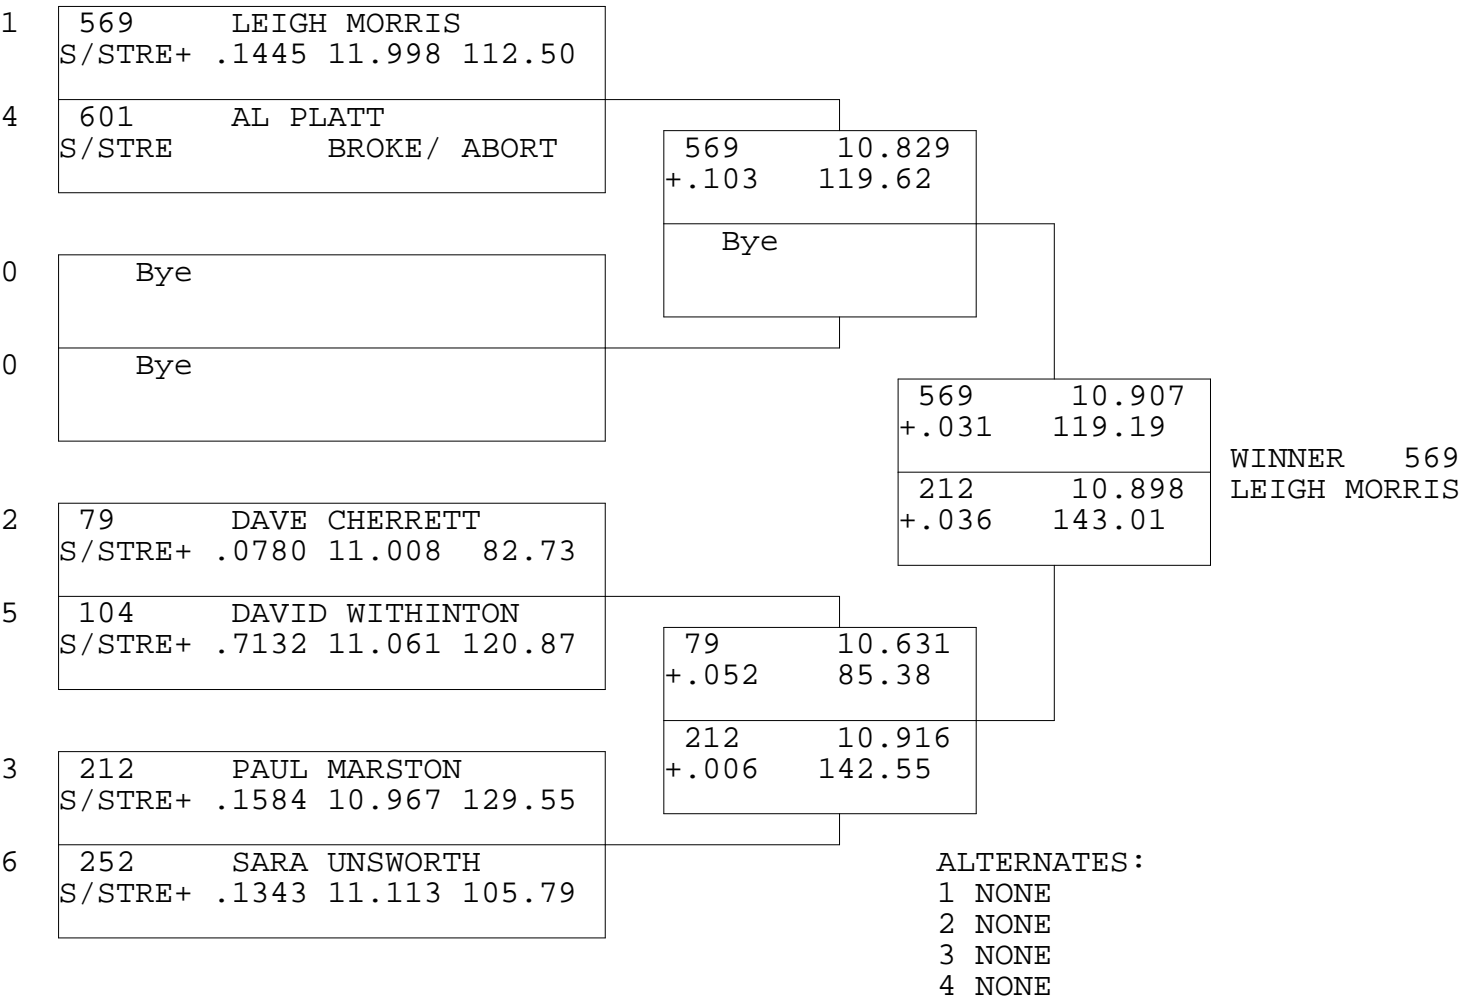 1 569 LEIGH MORRIS
S/STRE+ .1445 11.998 112.50
4 601 AL PLATT
S/STRE BROKE/ ABORT
0 Bye
0 Bye
2 79 DAVE CHERRETT
S/STRE+ .0780 11.008 82.73
5 104 DAVID WITHINTON
S/STRE+ .7132 11.061 120.87
3 212 PAUL MARSTON
S/STRE+ .1584 10.967 129.55
6 252 SARA UNSWORTH
S/STRE+ .1343 11.113 105.79
569 10.829
+.103 119.62
Bye
79 10.631
+.052 85.38
212 10.916
+.006 142.55
569 10.907
+.031 119.19
212 10.898
+.036 143.01
WINNER 569
LEIGH MORRIS
ALTERNATES:
1 NONE
2 NONE
3 NONE
4 NONE